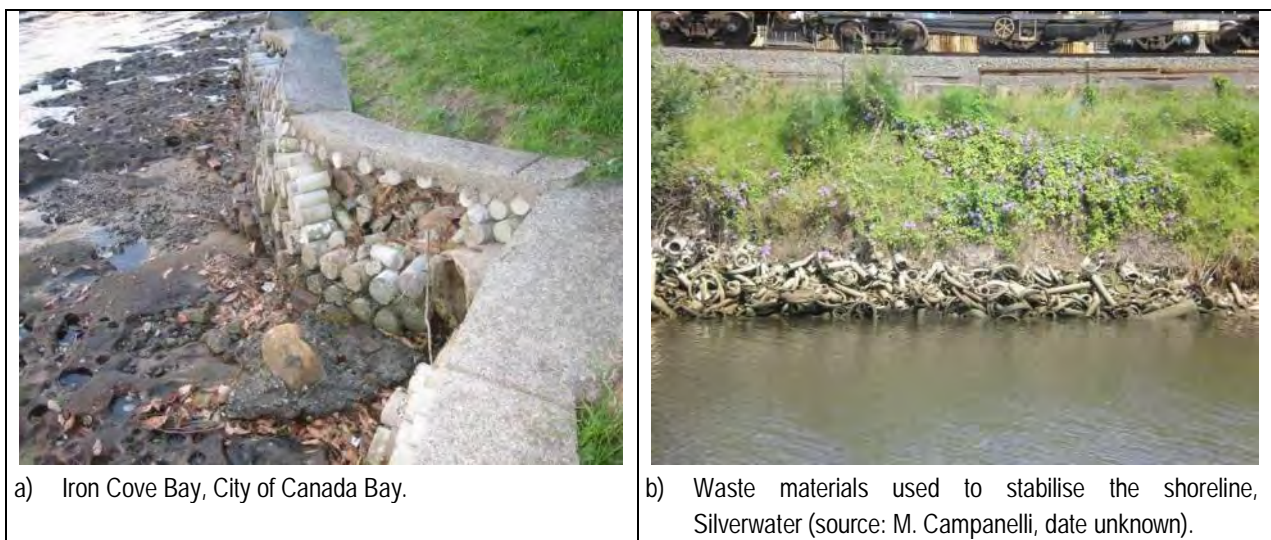 a) Iron Cove Bay, City of Canada Bay.
b) Waste materials used to stabilise the shoreline,
Silverwater (source: M. Campanelli, date unknown).